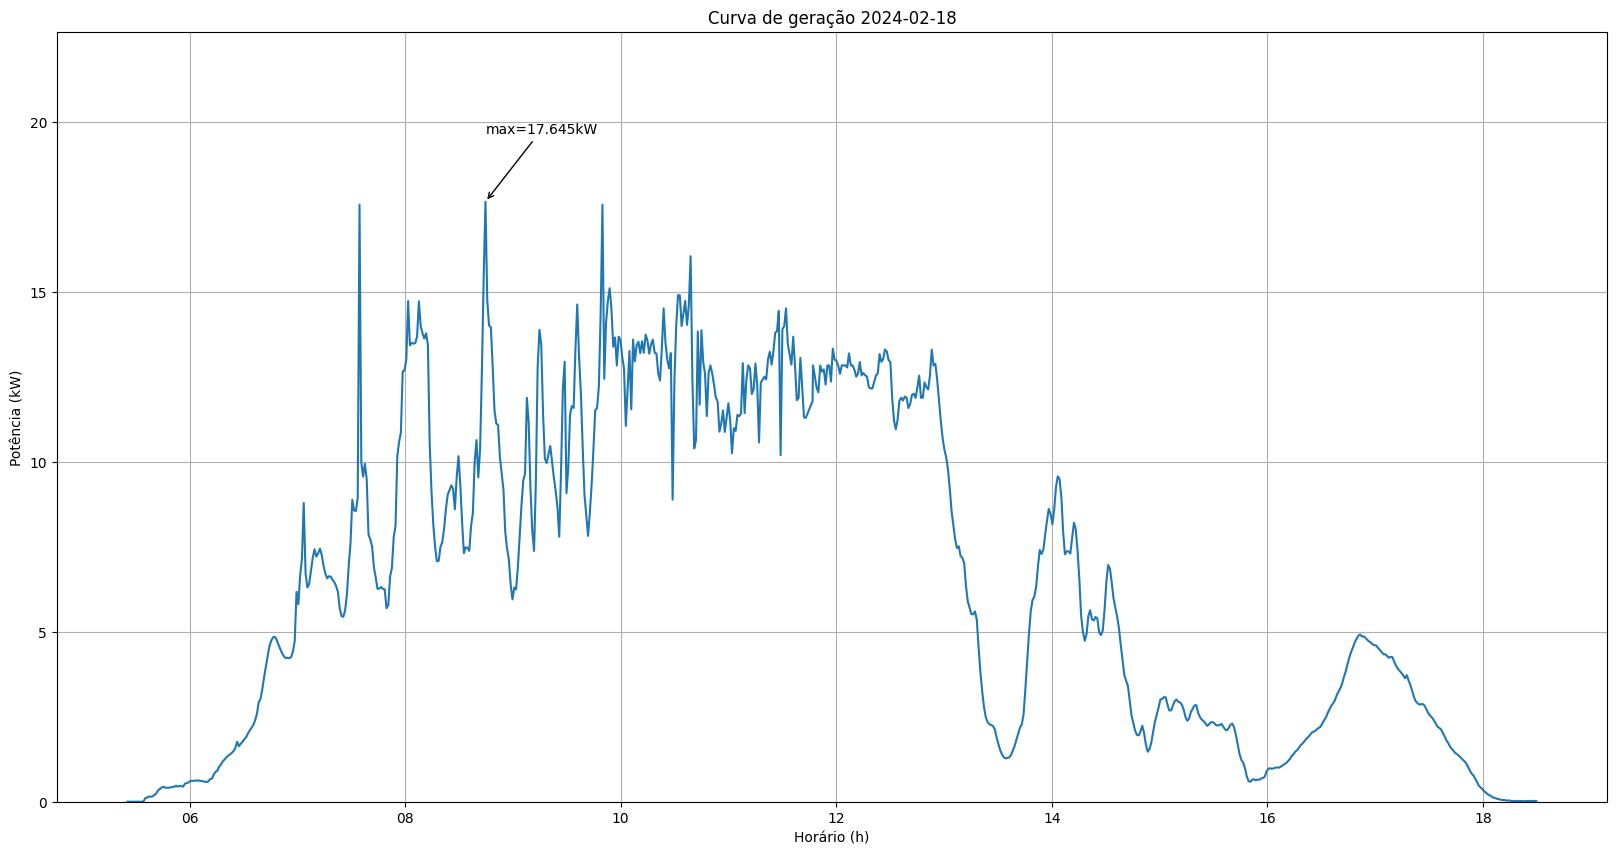 Curva de geração 2024-02-18
max=17.645kW
Potência (kW)
20
15
10
5
0
06 08 10 12 14 16 18
Horário (h)